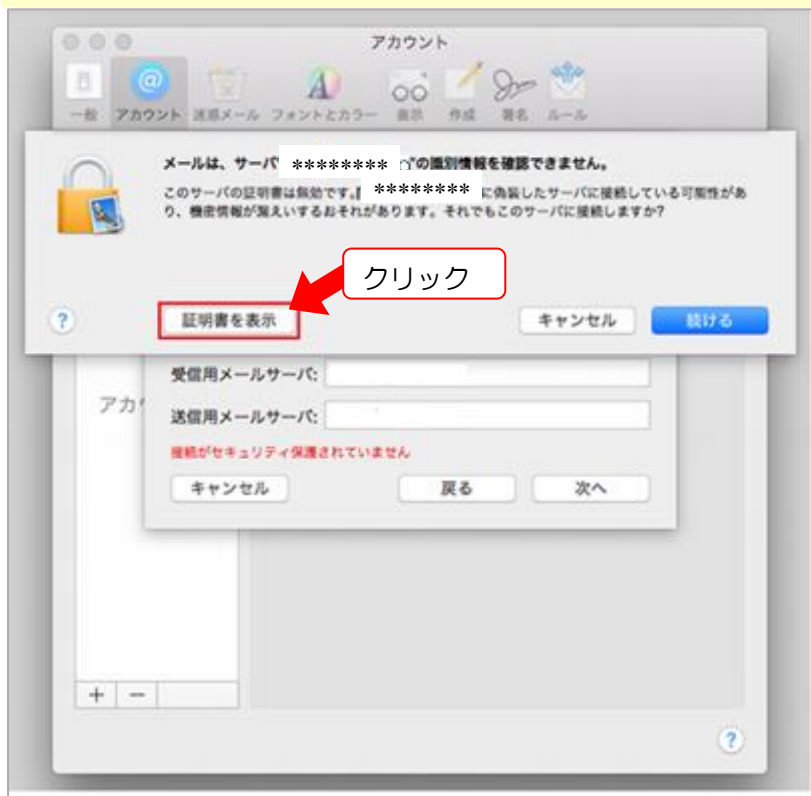 アカウント
一般 アカウント 迷惑メール フォントとカラー 表示 作成 署名 ルール
メールは、サーバ" ******** "の識別情報を確認できません。
このサーバの証明書は無効です。 ******** に偽装したサーバに接続している可能性があ
り、機密情報が漏えいするおそれがあります。それでもこのサーバに接続しますか?
クリック
? 証明書を表示 キャンセル 続ける
受信用メールサーバ:
アカウ
送信用メールサーバ:
接続がセキュリティ保護されていません
キャンセル 戻る 次へ
+ −
?